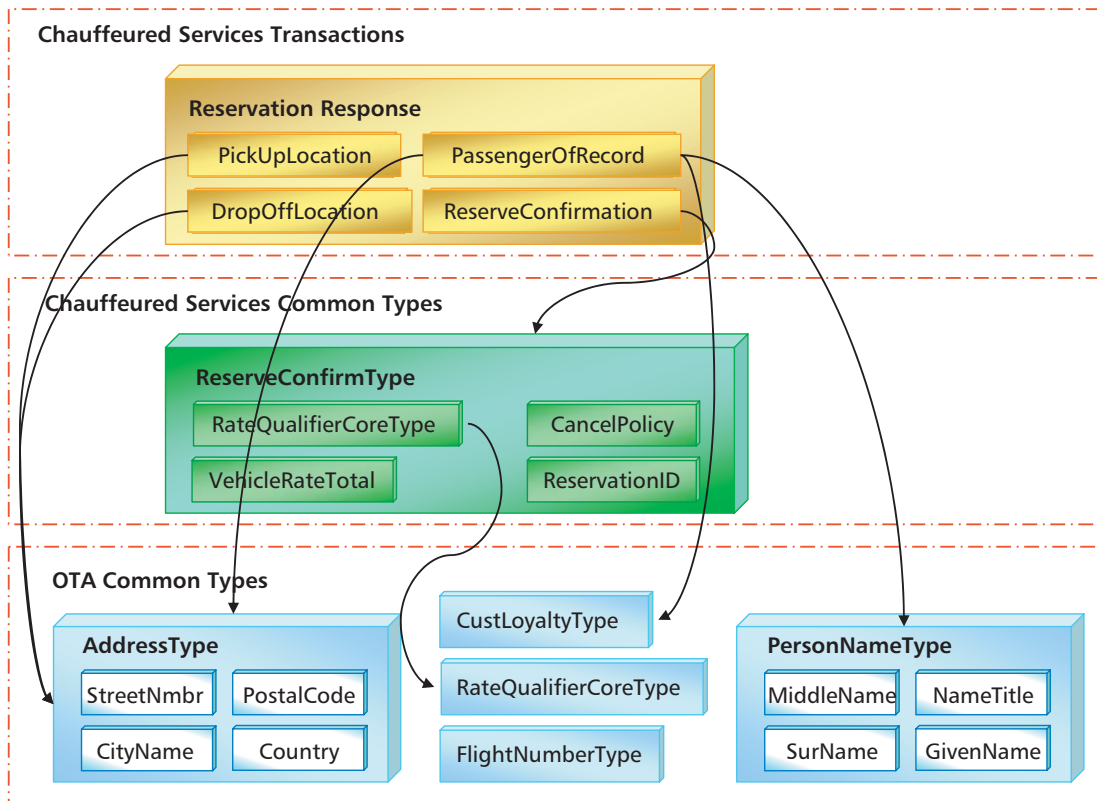 Chauffeured Services Transactions
Reservation Response
PickUpLocation
PassengerOfRecord
DropOffLocation
ReserveConfirmation
Chauffeured Services Common Types
ReserveConfirmType
RateQualifierCoreType
CancelPolicy
VehicleRateTotal
ReservationID
OTA Common Types
AddressType
StreetNmbr
PostalCode
CityName
Country
CustLoyaltyType
RateQualifierCoreType
FlightNumberType
PersonNameType
MiddleName
NameTitle
SurName
GivenName